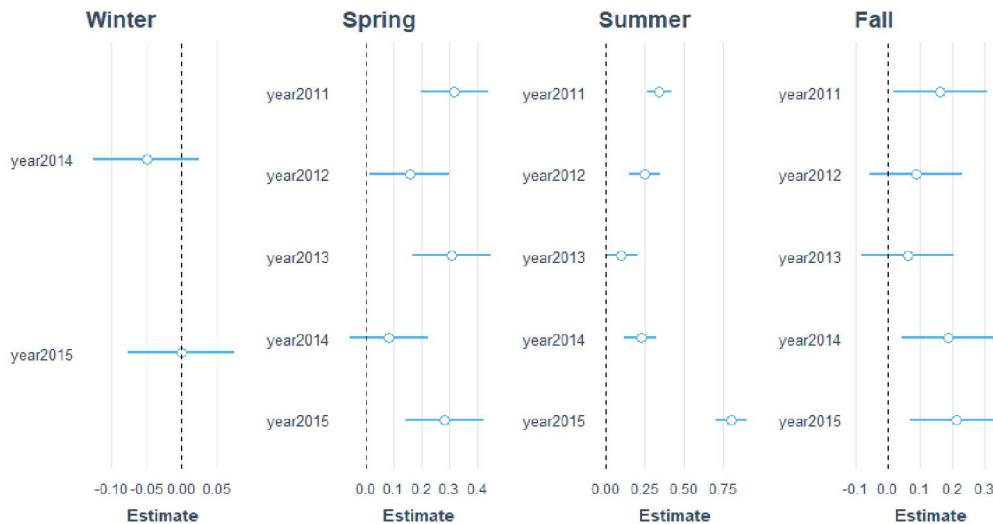 Winter
year2014
year2015
-0.10 -0.05 0.00 0.05
Estimate
Spring
year2011
year2012
year2013
year2014
year2015
0.0 0.1 0.2 0.3 0.4
Estimate
Summer
year2011
year2012
year2013
year2014
year2015
0.00 0.25 0.50 0.75
Estimate
Fall
year2011
year2012
year2013
year2014
year2015
-0.1 0.0 0.1 0.2 0.3
Estimate